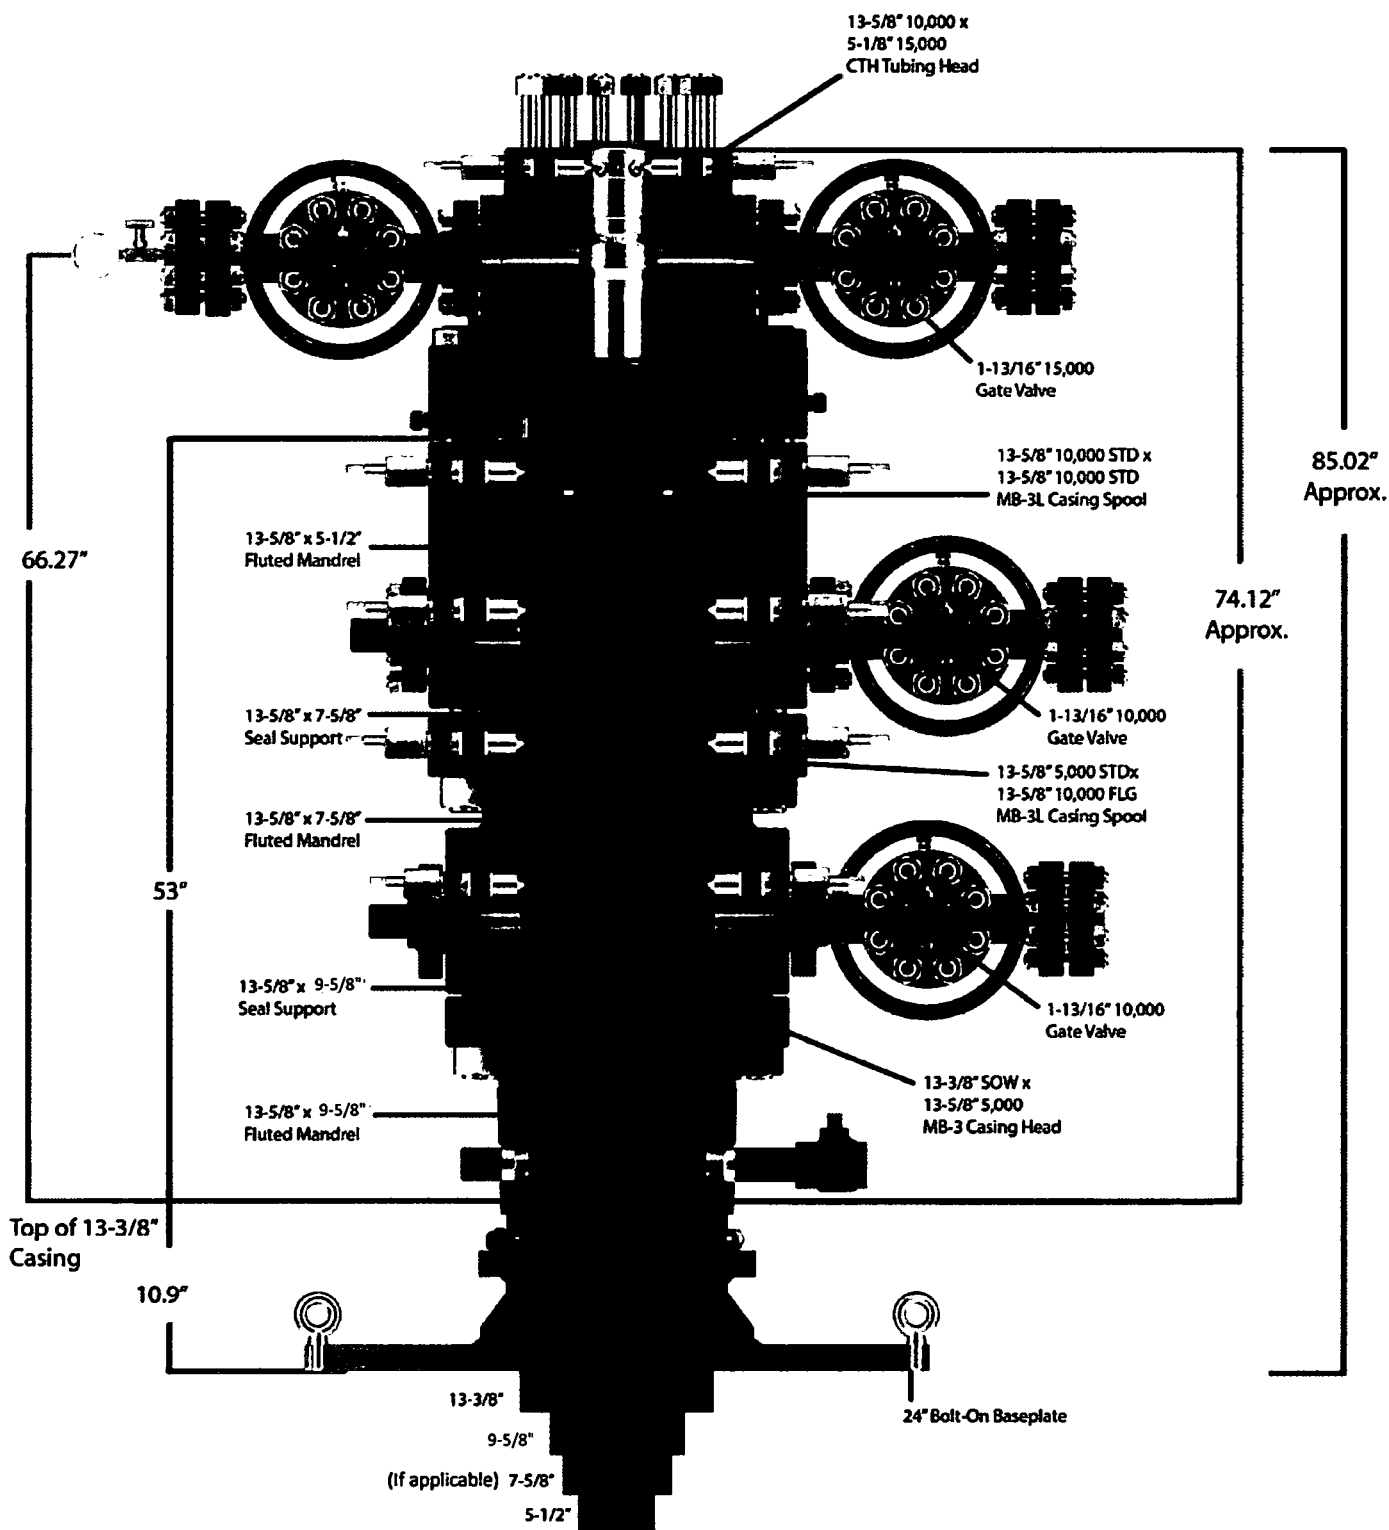 13-5/8" 10,000 x
5-1/8" 15,000
CTH Tubing Head
1-13/16" 15,000
Gate Valve
13-5/8" 10,000 STD x
13-5/8" 10,000 STD
MB-3L Casing Spool
85.02"
Approx.
13-5/8" x 5-1/2"
Fluted Mandrel
66.27"
74.12"
Approx.
13-5/8" x 7-5/8"
Seal Support
1-13/16" 10,000
Gate Valve
13-5/8" 5,000 STDx
13-5/8" 10,000 FLG
MB-3L Casing Spool
13-5/8" x 7-5/8"
Fluted Mandrel
53"
13-5/8" x 9-5/8"
Seal Support
1-13/16" 10,000
Gate Valve
13-3/8" SOW x
13-5/8" 5,000
MB-3 Casing Head
13-5/8" x 9-5/8"
Fluted Mandrel
Top of 13-3/8"
Casing
10.9"
13-3/8"
24" Bolt-On Baseplate
9-5/8"
(If applicable) 7-5/8"
5-1/2"